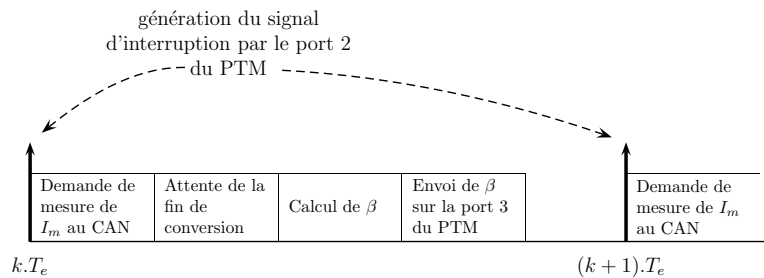 génération du signal
d'interruption par le port 2
du PTM
Demande de
mesure de
I_m au CAN
Attente de la
fin de
conversion
Calcul de β
Envoi de β
sur la port 3
du PTM
Demande de
mesure de I_m
au CAN
k.T_e
(k + 1).T_e